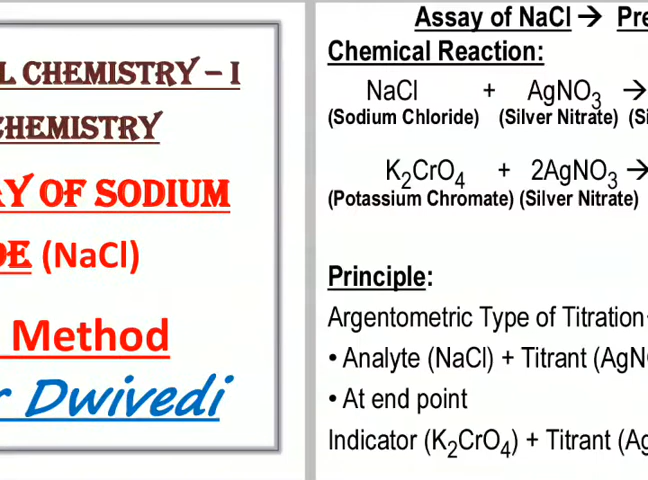 L CHEMISTRY – I
CHEMISTRY
RY OF SODIUM
DE (NaCl)
Method
r Dwivedi
Assay of NaCl → Pre
Chemical Reaction:
NaCl + AgNO₃ →
(Sodium Chloride) (Silver Nitrate) (Si
K₂CrO₄ + 2AgNO₃ →
(Potassium Chromate) (Silver Nitrate)
Principle:
Argentometric Type of Titration
• Analyte (NaCl) + Titrant (AgN
• At end point
Indicator (K₂CrO₄) + Titrant (Ag